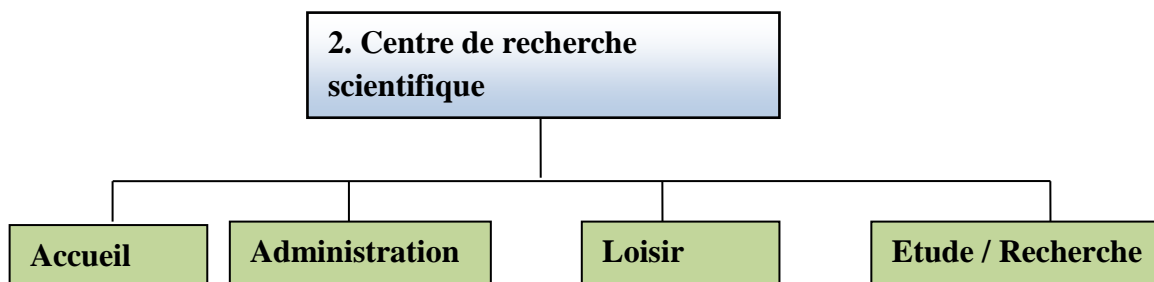 2. Centre de recherche
scientifique
Accueil
Administration
Loisir
Etude / Recherche